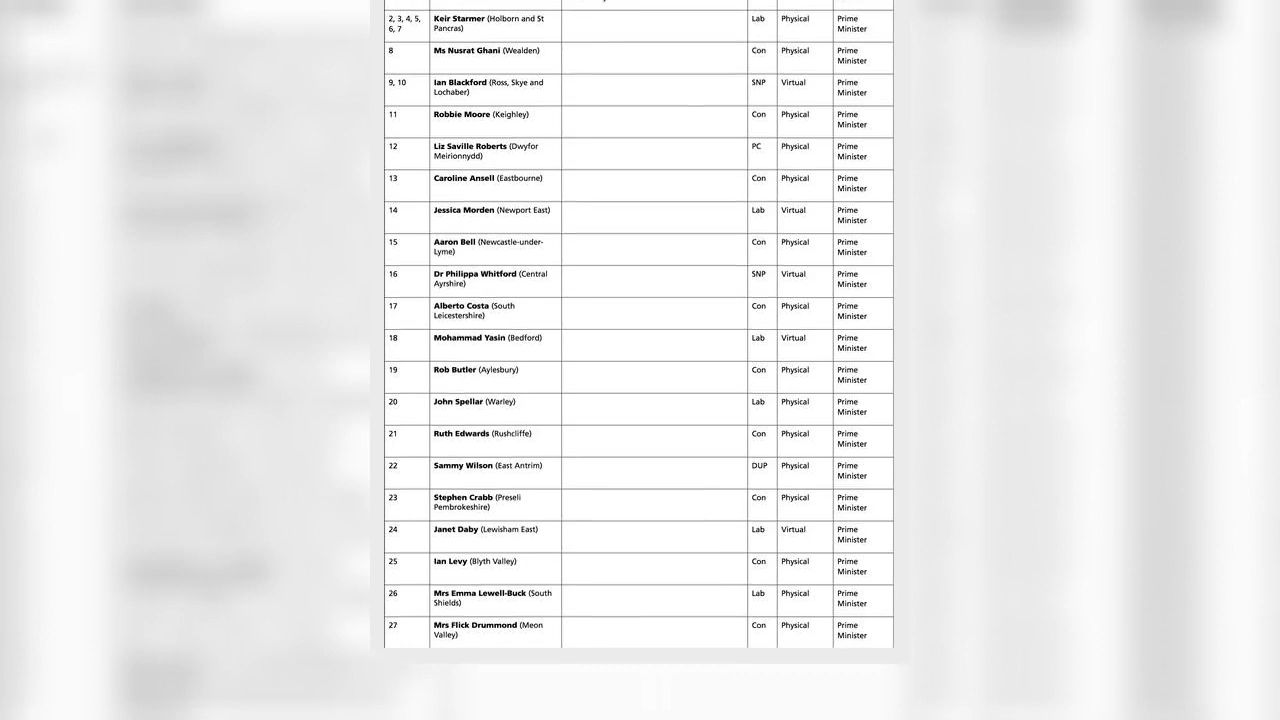 2, 3, 4, 5, Keir Starmer (Holborn and St Lab Physical Prime
6, 7 Pancras) Minister
8 Ms Nusrat Ghani (Wealden) Con Physical Prime
Minister
9, 10 Ian Blackford (Ross, Skye and SNP Virtual Prime
Lochaber) Minister
11 Robbie Moore (Keighley) Con Physical Prime
Minister
12 Liz Saville Roberts (Dwyfor PC Physical Prime
Meirionnydd) Minister
13 Caroline Ansell (Eastbourne) Con Physical Prime
Minister
14 Jessica Morden (Newport East) Lab Virtual Prime
Minister
15 Aaron Bell (Newcastle-under- Con Physical Prime
Lyme) Minister
16 Dr Philippa Whitford (Central SNP Virtual Prime
Ayrshire) Minister
17 Alberto Costa (South Con Physical Prime
Leicestershire) Minister
18 Mohammad Yasin (Bedford) Lab Virtual Prime
Minister
19 Rob Butler (Aylesbury) Con Physical Prime
Minister
20 John Spellar (Warley) Lab Physical Prime
Minister
21 Ruth Edwards (Rushcliffe) Con Physical Prime
Minister
22 Sammy Wilson (East Antrim) DUP Physical Prime
Minister
23 Stephen Crabb (Preseli Con Physical Prime
Pembrokeshire) Minister
24 Janet Daby (Lewisham East) Lab Virtual Prime
Minister
25 Ian Levy (Blyth Valley) Con Physical Prime
Minister
26 Mrs Emma Lewell-Buck (South Lab Physical Prime
Shields) Minister
27 Mrs Flick Drummond (Meon Con Physical Prime
Valley) Minister